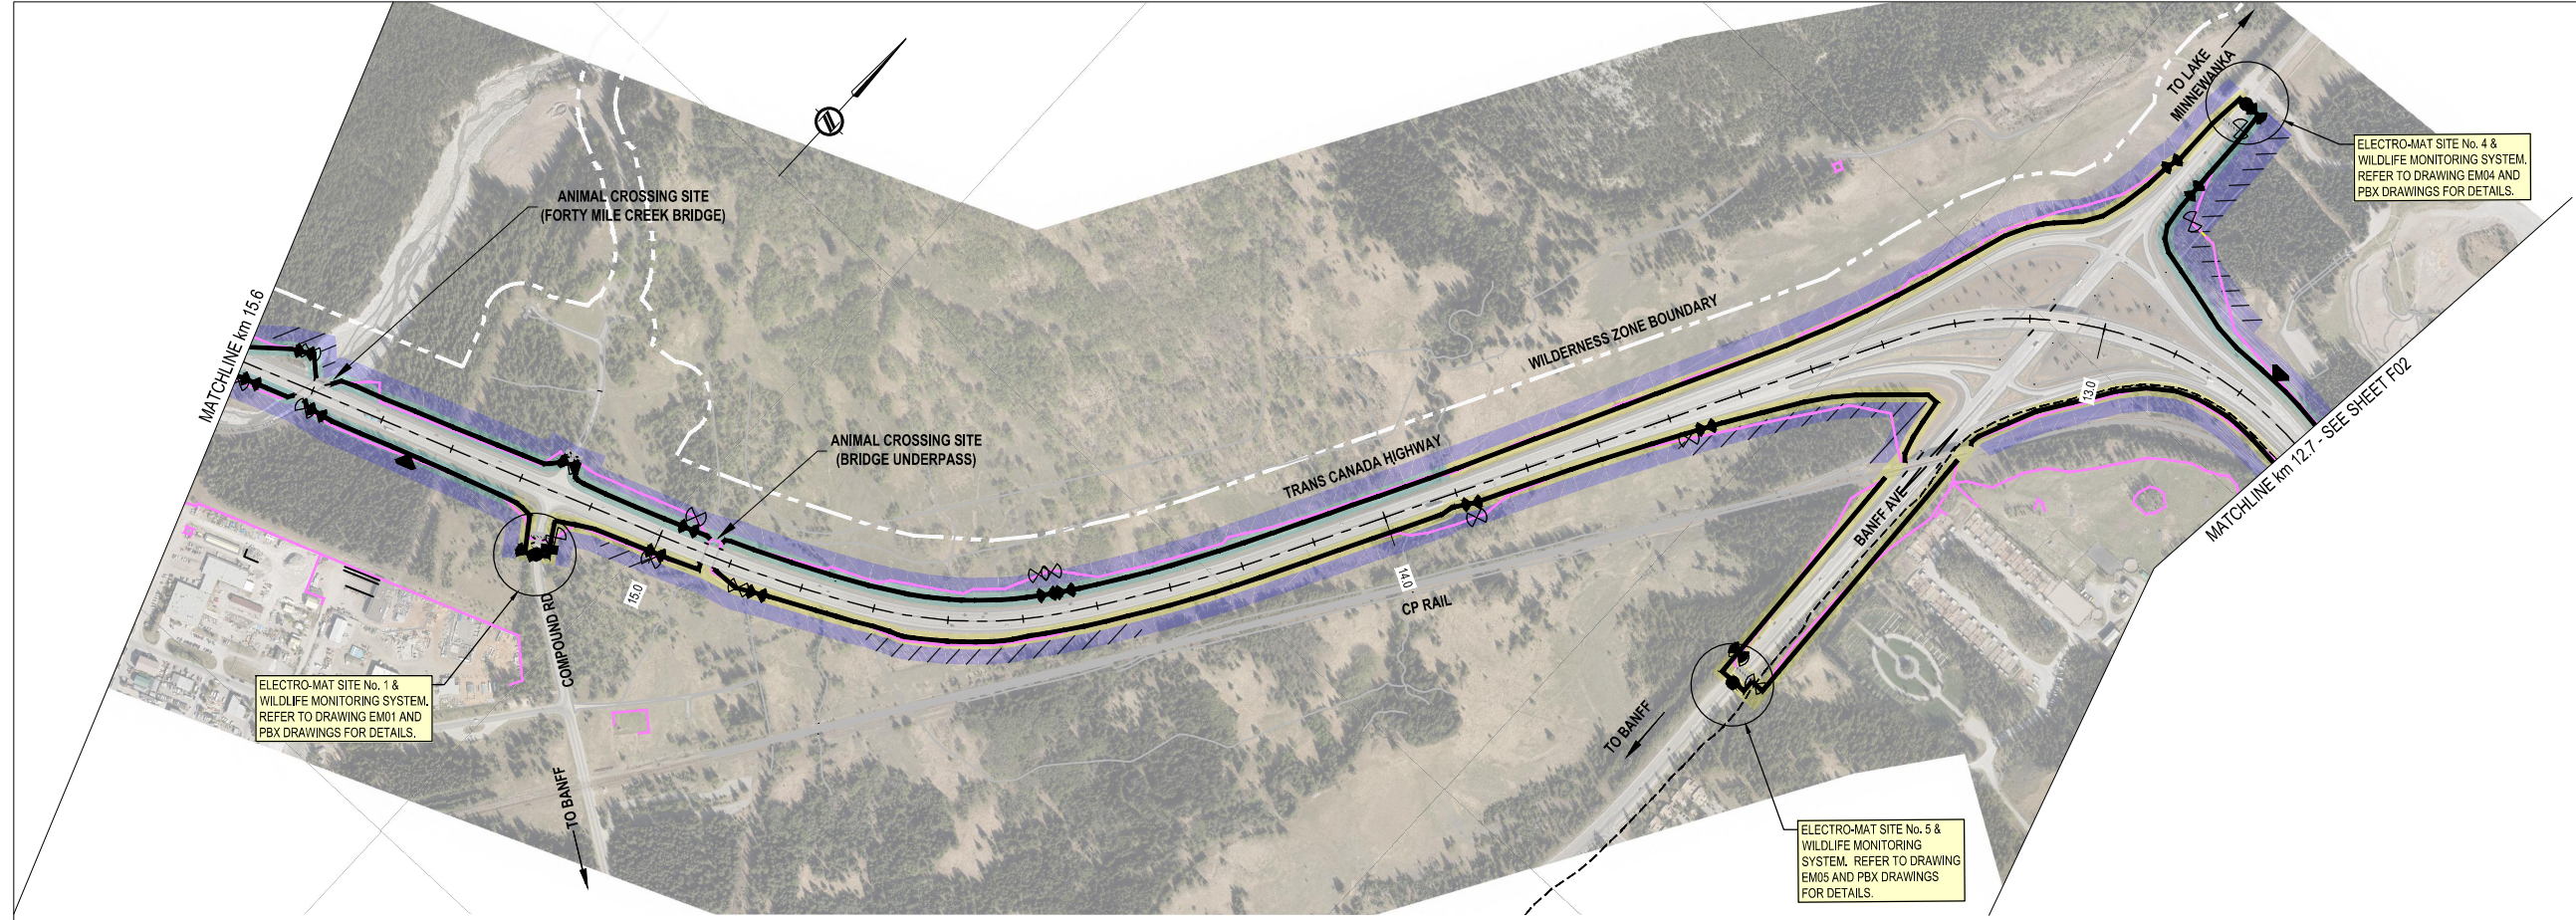 TO LAKE
MINNEWANKA
ELECTRO-MAT SITE No. 4 &
WILDLIFE MONITORING SYSTEM.
REFER TO DRAWING EM04 AND
PBX DRAWINGS FOR DETAILS.
ANIMAL CROSSING SITE
(FORTY MILE CREEK BRIDGE)
MATCHLINE km 15.6
WILDERNESS ZONE BOUNDARY
ANIMAL CROSSING SITE
(BRIDGE UNDERPASS)
TRANS CANADA HIGHWAY
13.0
MATCHLINE km 12.7 - SEE SHEET F02
BANFF AVE
15.0
14.0
CP RAIL
COMPOUND RD
ELECTRO-MAT SITE No. 1 &
WILDLIFE MONITORING SYSTEM.
REFER TO DRAWING EM01 AND
PBX DRAWINGS FOR DETAILS.
TO BANFF
TO BANFF
ELECTRO-MAT SITE No. 5 &
WILDLIFE MONITORING
SYSTEM. REFER TO DRAWING
EM05 AND PBX DRAWINGS
FOR DETAILS.